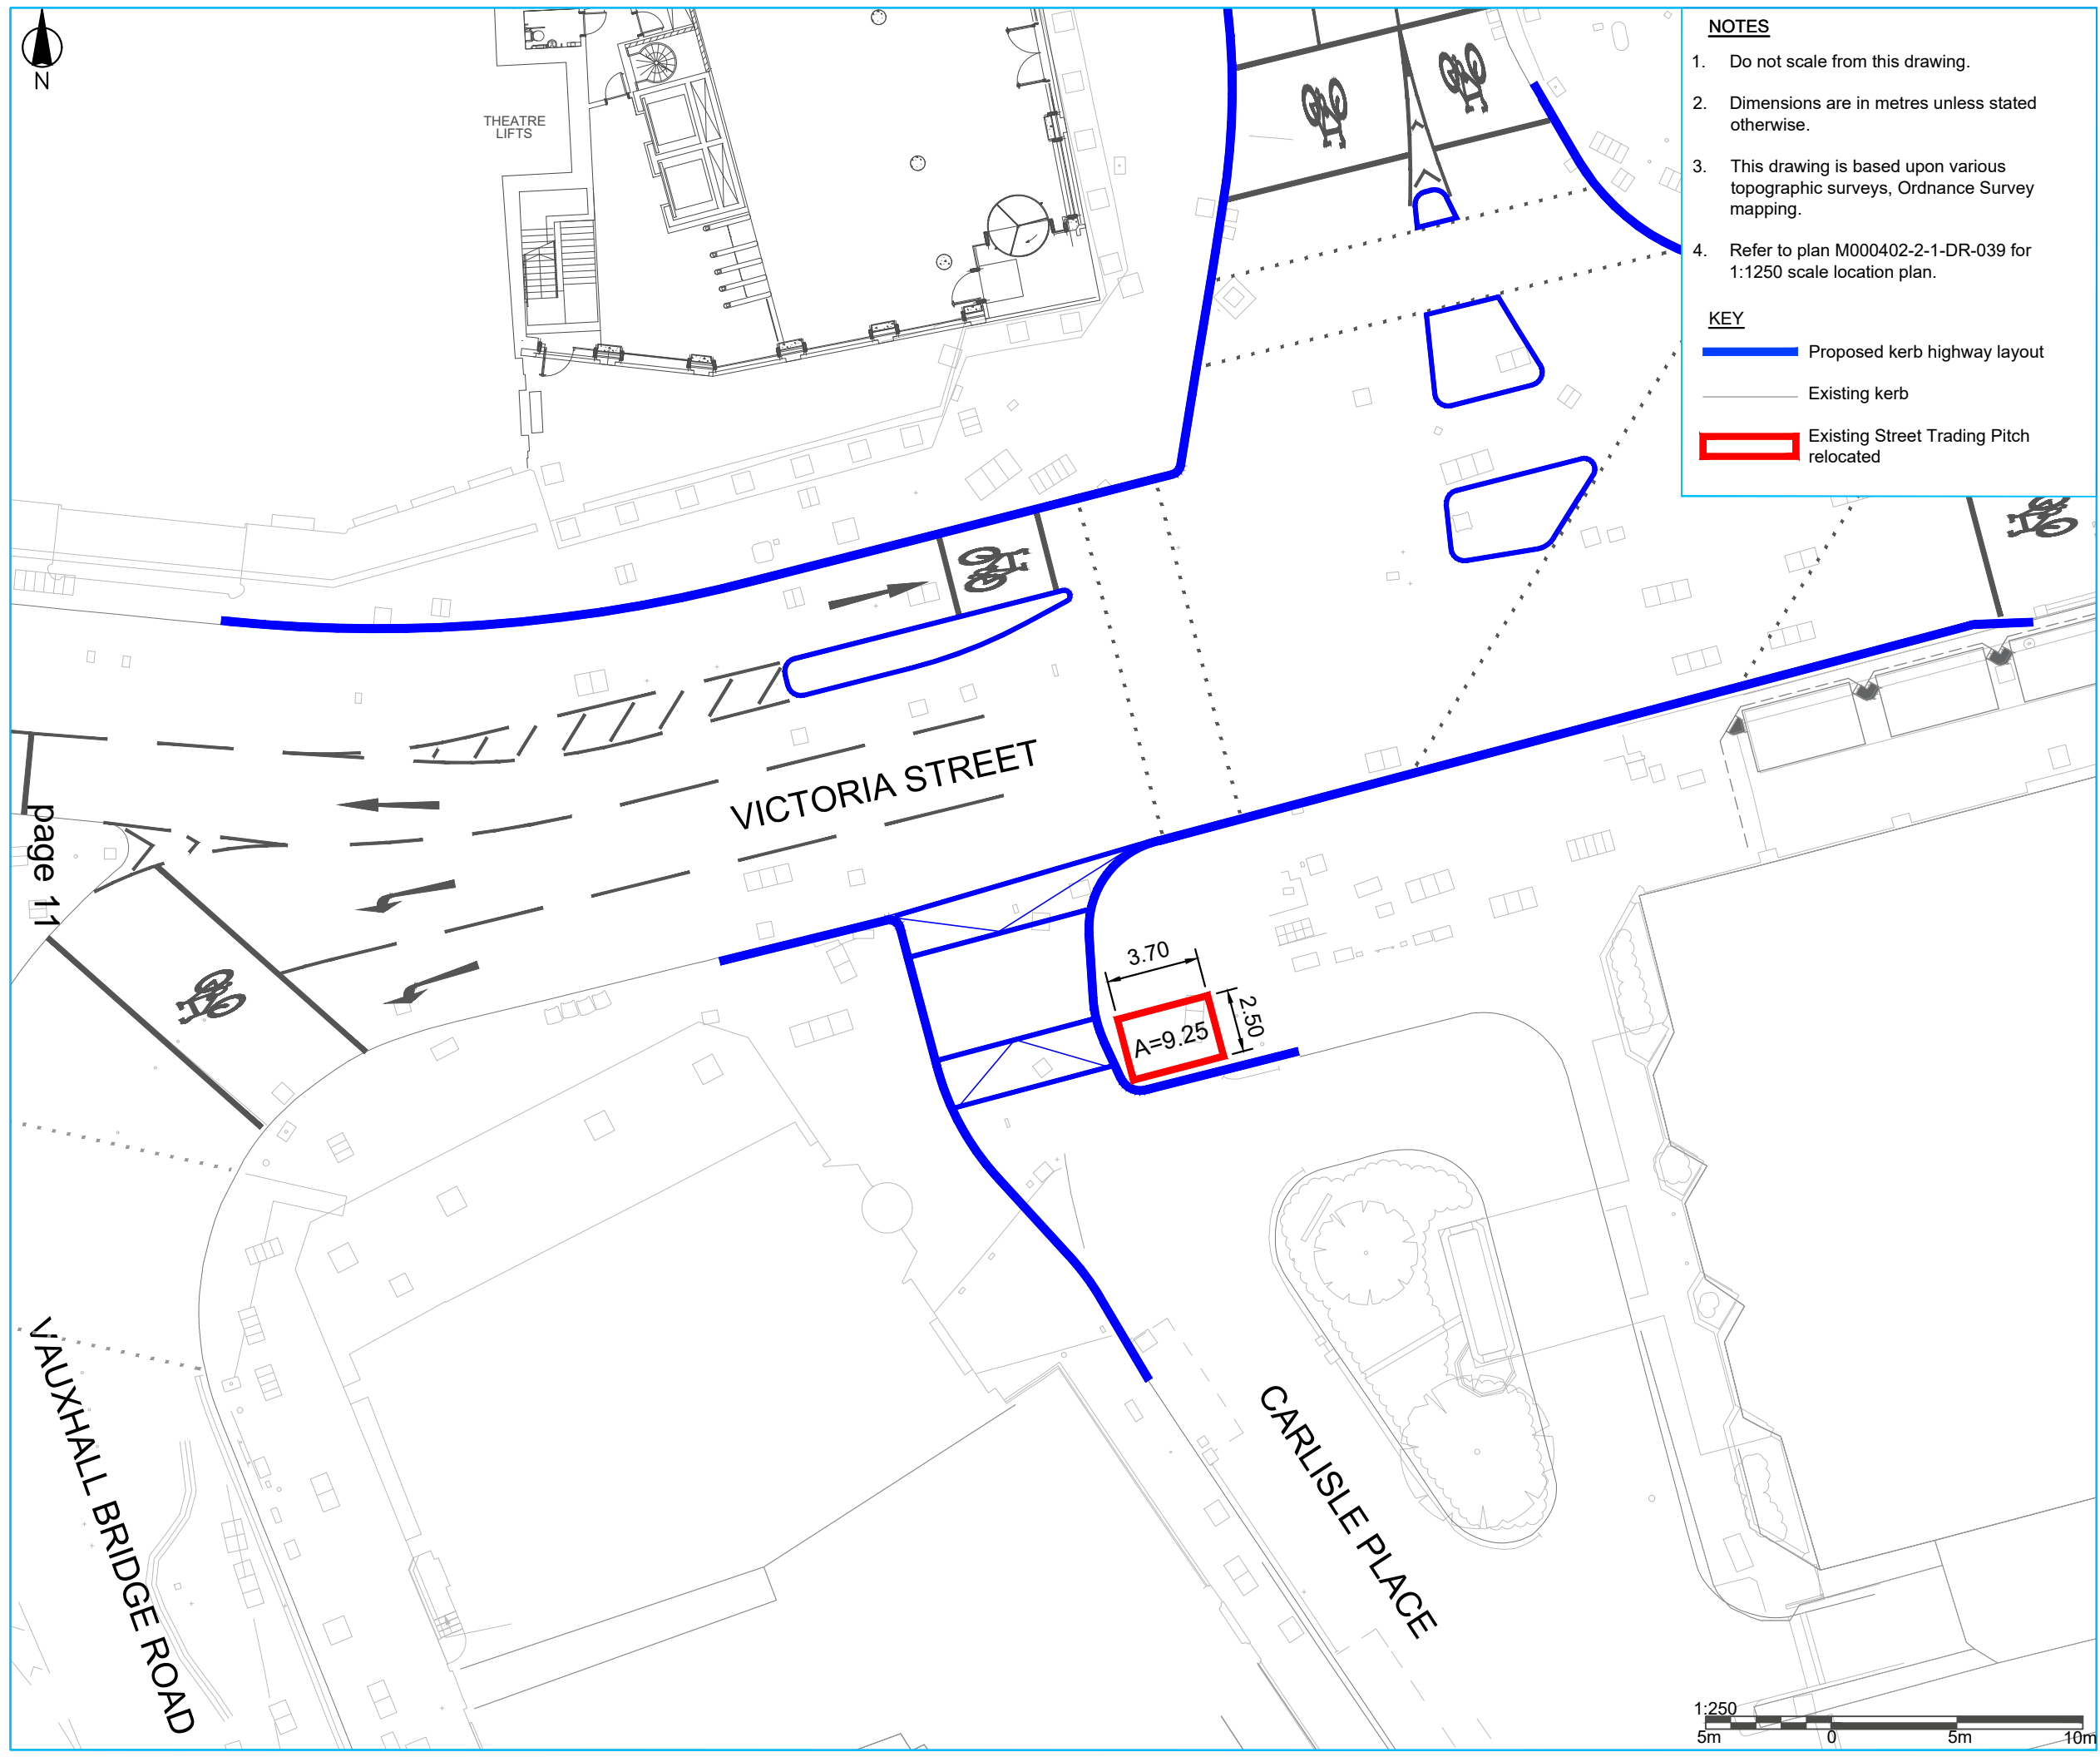 N
THEATRE
LIFTS
NOTES
1. Do not scale from this drawing.
2. Dimensions are in metres unless stated
otherwise.
3. This drawing is based upon various
topographic surveys, Ordnance Survey
mapping.
4. Refer to plan M000402-2-1-DR-039 for
1:1250 scale location plan.
KEY
Proposed kerb highway layout
Existing kerb
Existing Street Trading Pitch
relocated
VICTORIA STREET
page 11
3.70
2.50
A=9.25
VAUXHALL BRIDGE ROAD
CARLISLE PLACE
1:250
5m 0 5m 10m